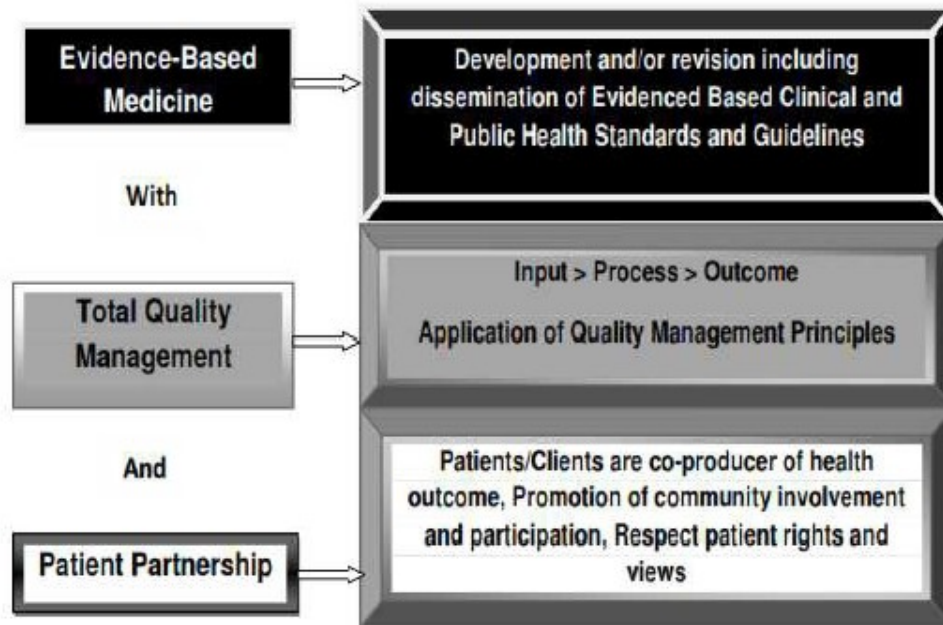 Evidence-Based
Medicine
Development and/or revision including
dissemination of Evidenced Based Clinical and
Public Health Standards and Guidelines
With
Total Quality
Management
Input > Process > Outcome
Application of Quality Management Principles
And
Patient Partnership
Patients/Clients are co-producer of health
outcome, Promotion of community involvement
and participation, Respect patient rights and
views